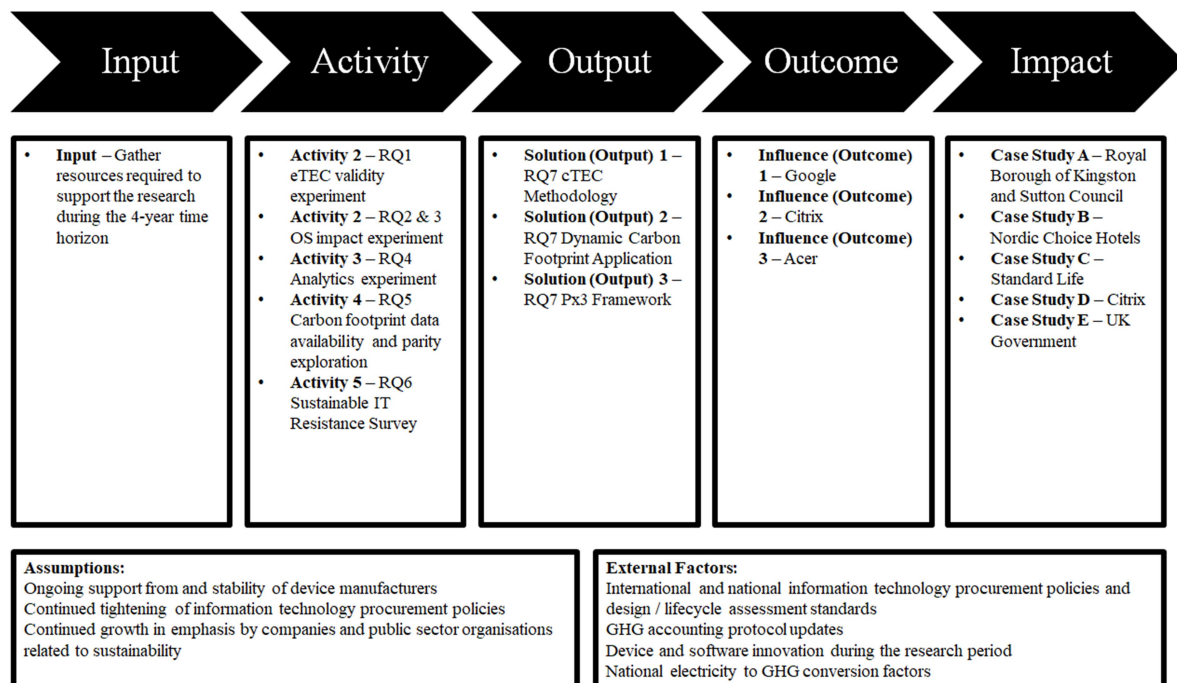 Input
Activity
Output
Outcome
Impact
• Input – Gather
resources required to
support the research
during the 4-year time
horizon
• Activity 2 – RQ1
eTEC validity
experiment
• Activity 2 – RQ2 & 3
OS impact experiment
• Activity 3 – RQ4
Analytics experiment
• Activity 4 – RQ5
Carbon footprint data
availability and parity
exploration
• Activity 5 – RQ6
Sustainable IT
Resistance Survey
• Solution (Output) 1 –
RQ7 cTEC
Methodology
• Solution (Output) 2 –
RQ7 Dynamic Carbon
Footprint Application
• Solution (Output) 3 –
RQ7 Px3 Framework
• Influence (Outcome)
1 – Google
• Influence (Outcome)
2 – Citrix
• Influence (Outcome)
3 – Acer
• Case Study A – Royal
Borough of Kingston
and Sutton Council
• Case Study B –
Nordic Choice Hotels
• Case Study C –
Standard Life
• Case Study D – Citrix
• Case Study E – UK
Government
Assumptions:
Ongoing support from and stability of device manufacturers
Continued tightening of information technology procurement policies
Continued growth in emphasis by companies and public sector organisations
related to sustainability
External Factors:
International and national information technology procurement policies and
design / lifecycle assessment standards
GHG accounting protocol updates
Device and software innovation during the research period
National electricity to GHG conversion factors